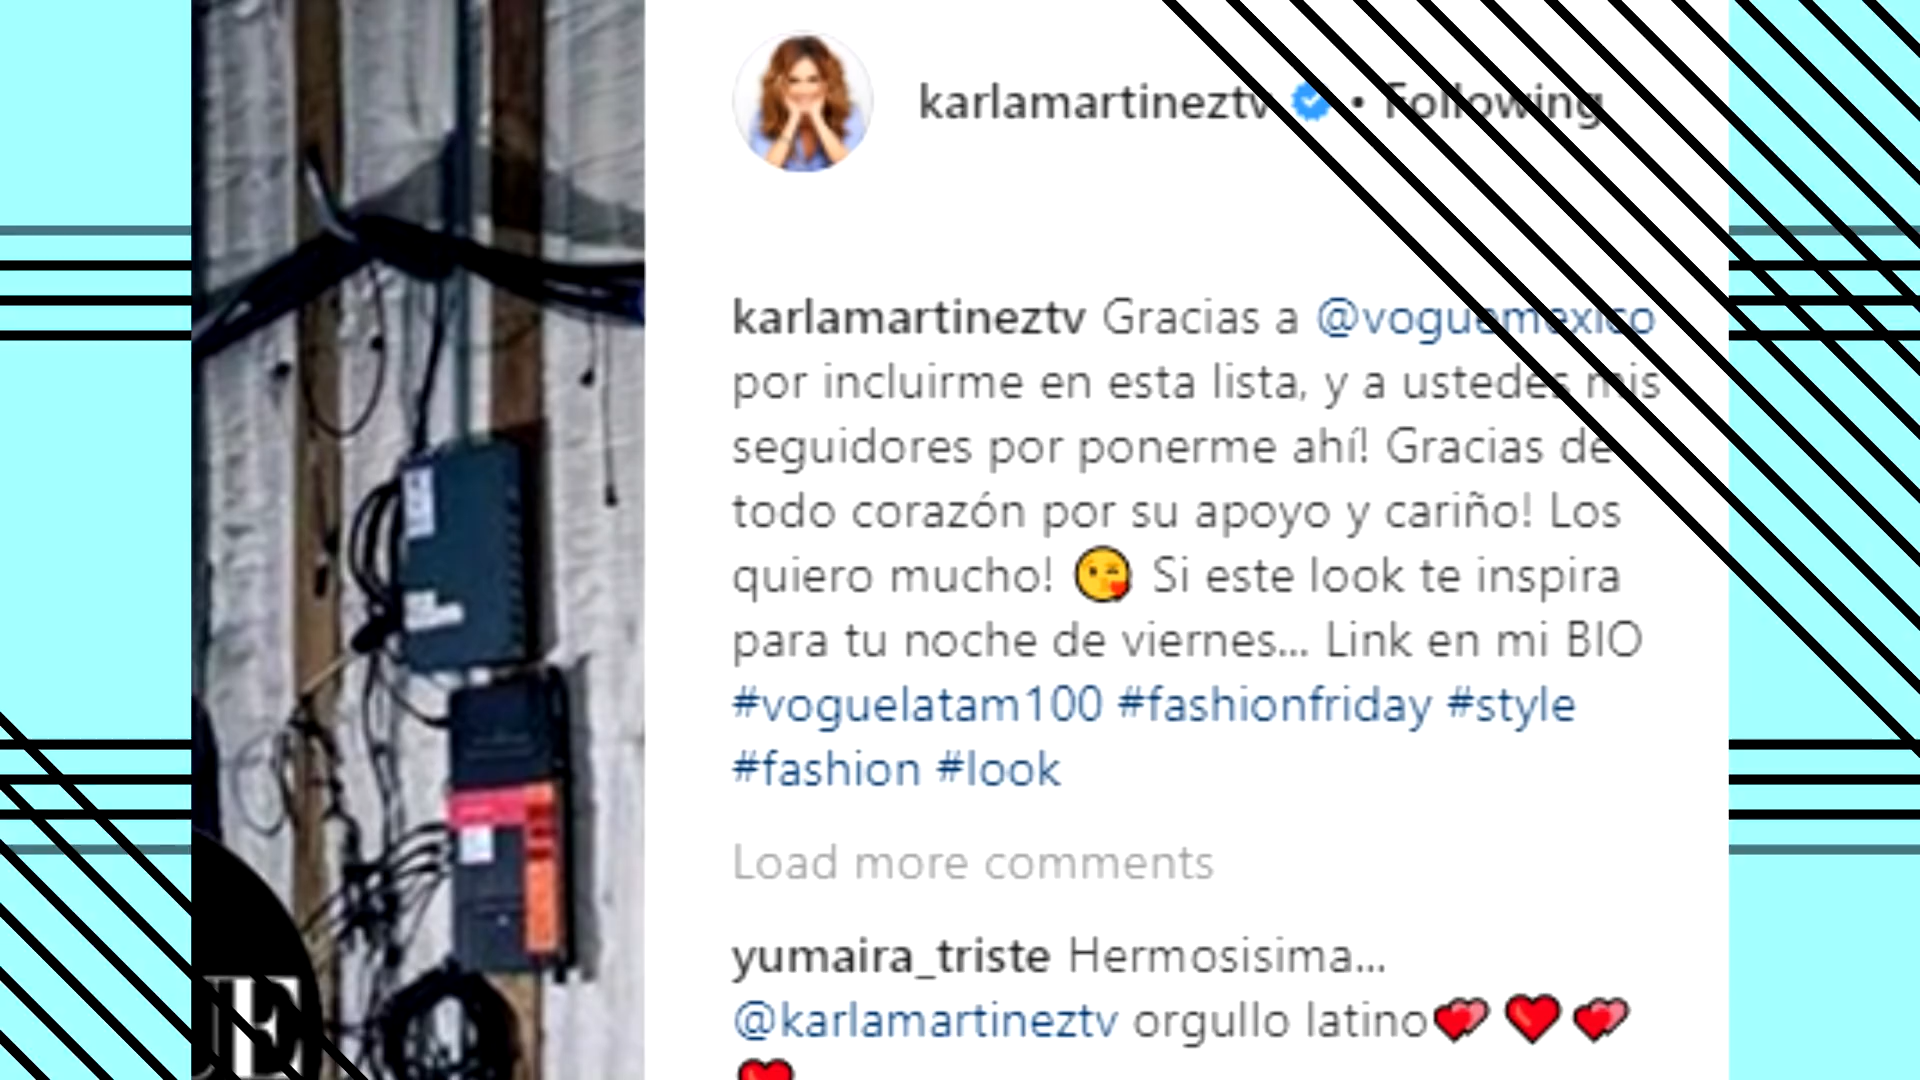 karlamartineztv • Following
karlamartineztv Gracias a @voguemexico
por incluirme en esta lista, y a ustedes mis
seguidores por ponerme ahí! Gracias de
todo corazón por su apoyo y cariño! Los
quiero mucho! 😘 Si este look te inspira
para tu noche de viernes... Link en mi BIO
#voguelatam100 #fashionfriday #style
#fashion #look
Load more comments
yumaira_triste Hermosisima...
@karlamartineztv orgullo latino💕❤️💕
❤️
UE